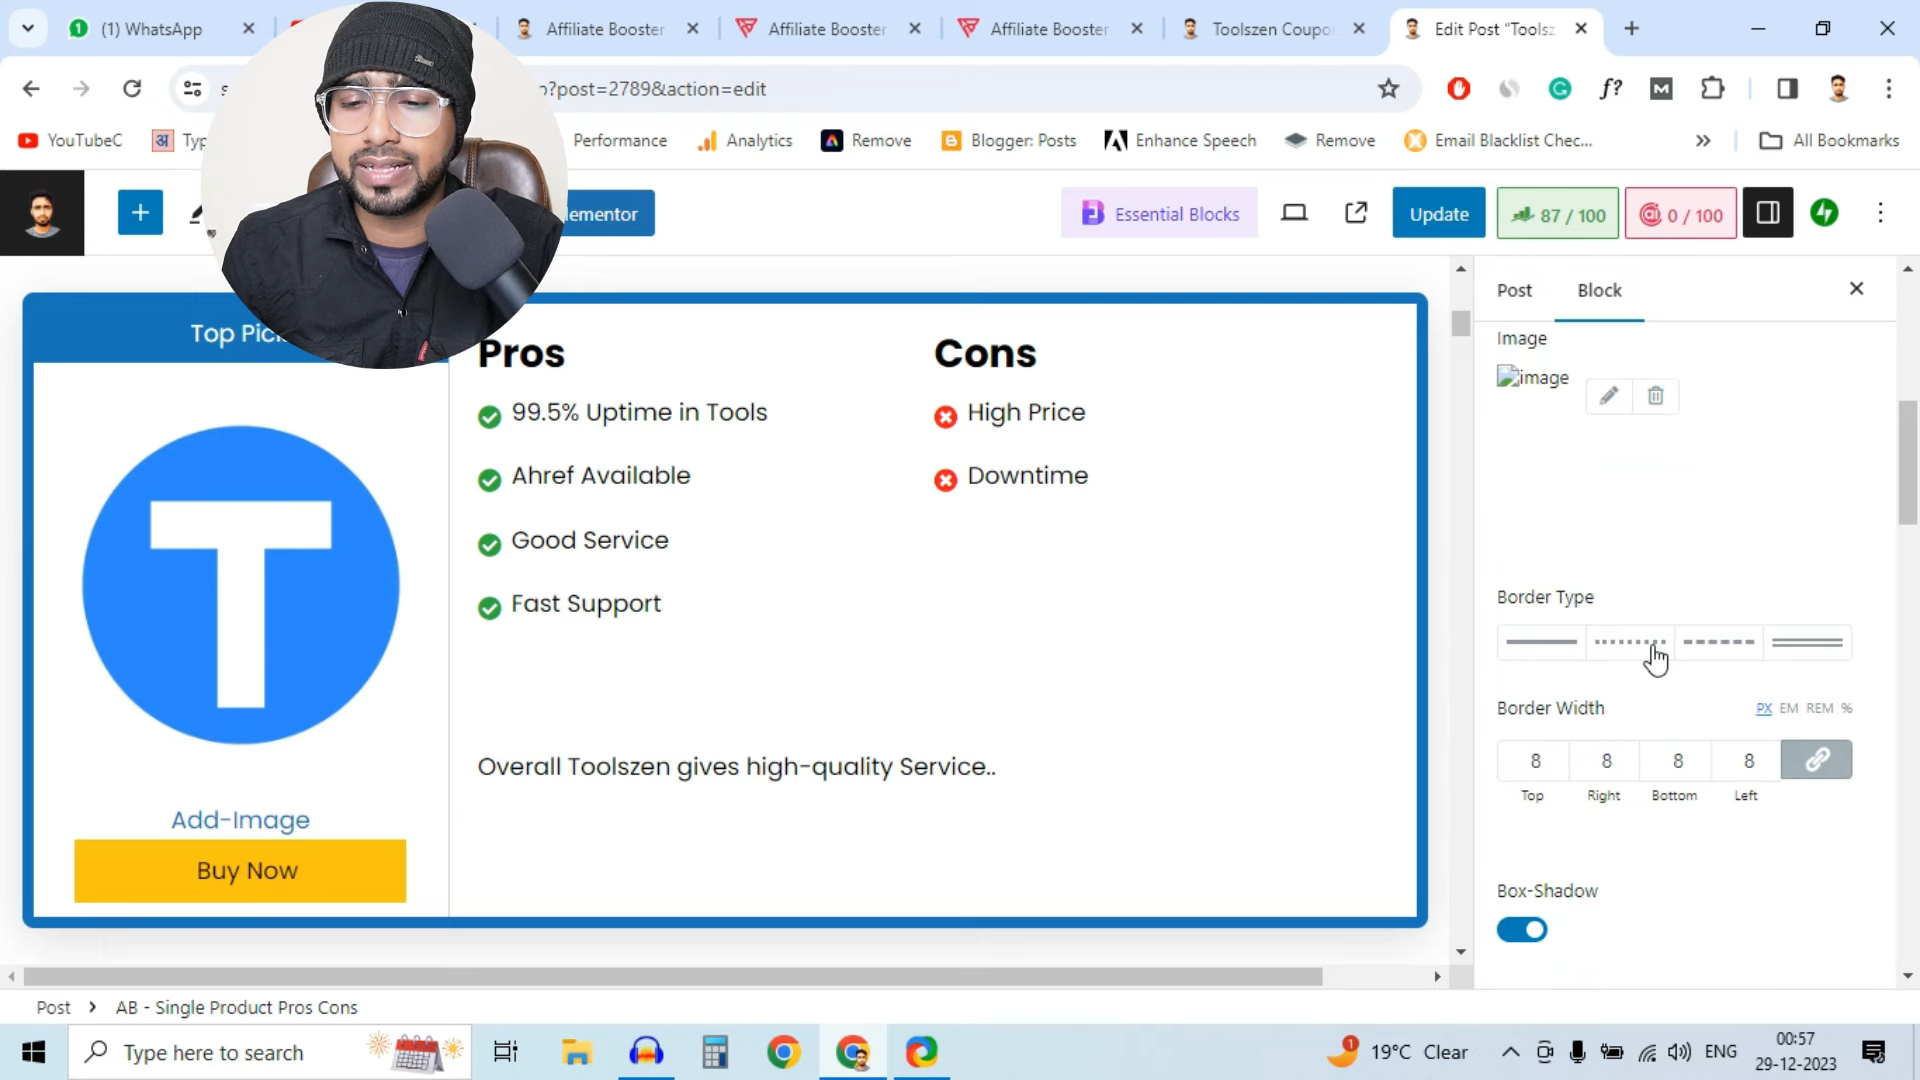 (1) WhatsApp
Affiliate Booster
Affiliate Booster
Affiliate Booster
Toolszen Coupo
Edit Post "Toolsz
?post=2789&action=edit
YouTubeC
Performance
Analytics
Remove
Blogger: Posts
Enhance Speech
Remove
Email Blacklist Chec...
All Bookmarks
lementor
Essential Blocks
Update
87 / 100
0 / 100
Post
Block
Image
image
Border Type
Border Width
PX EM REM %
8 8 8 8
Top Right Bottom Left
Box-Shadow
T
Add-Image
Buy Now
Pros
99.5% Uptime in Tools
Ahref Available
Good Service
Fast Support
Cons
High Price
Downtime
Overall Toolszen gives high-quality Service..
Post
AB - Single Product Pros Cons
Type here to search
1
19°C Clear
ENG
00:57
29-12-2023